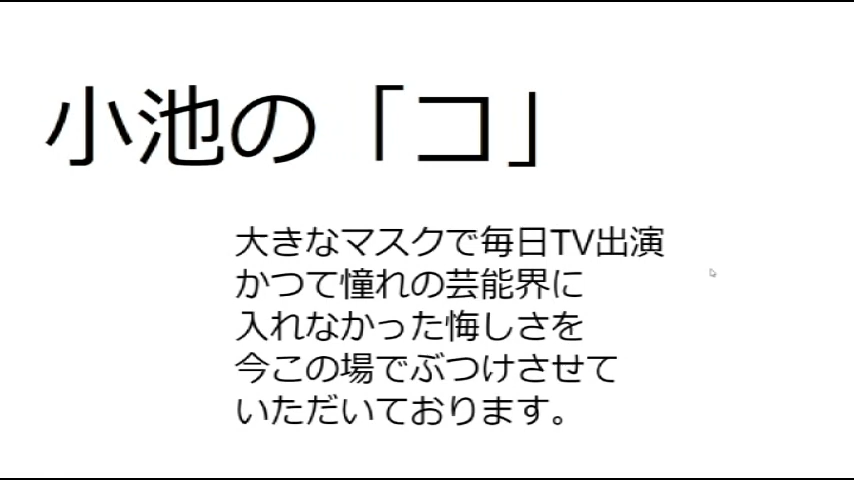 小池の「コ」
大きなマスクで毎日TV出演
かつて憧れの芸能界に
入れなかった悔しさを
今この場でぶつけさせて
いただいております。